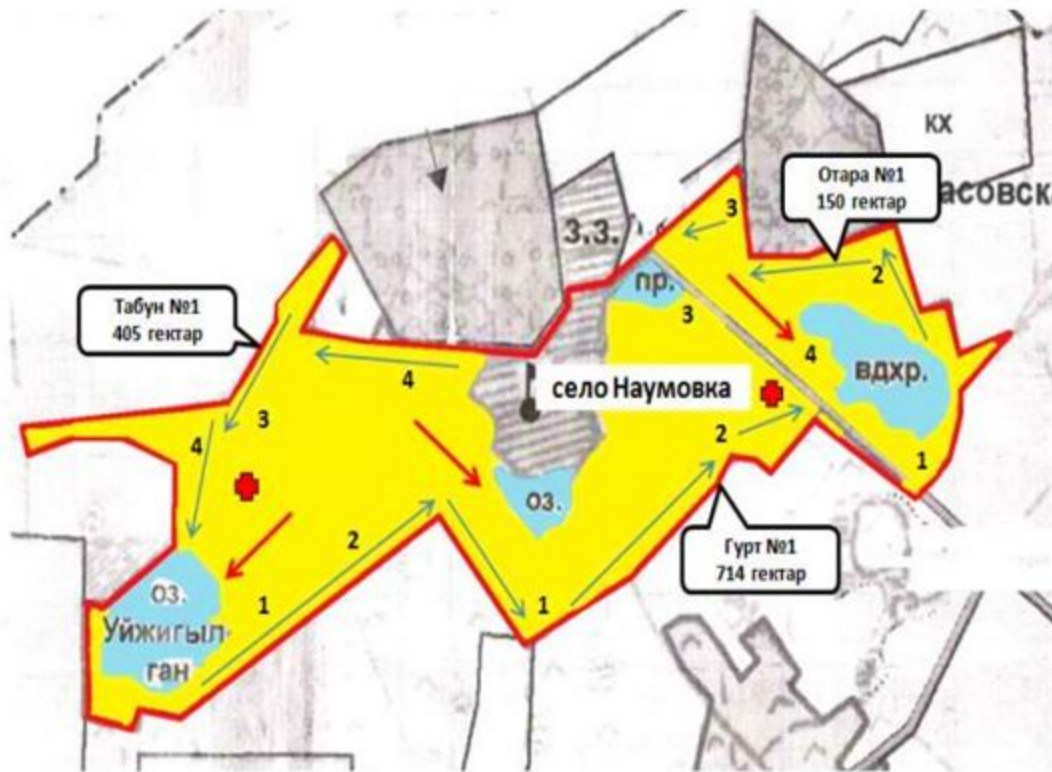 кх
Отара №1
150 гектар
асовск
3
з.з.
2
пр.
3
Табун №1
405 гектар
4
вдхр.
4
село Наумовка
3
4
2
1
оз.
2
Гурт №1
714 гектар
оз.
Уйжигыл-
ган
1
1